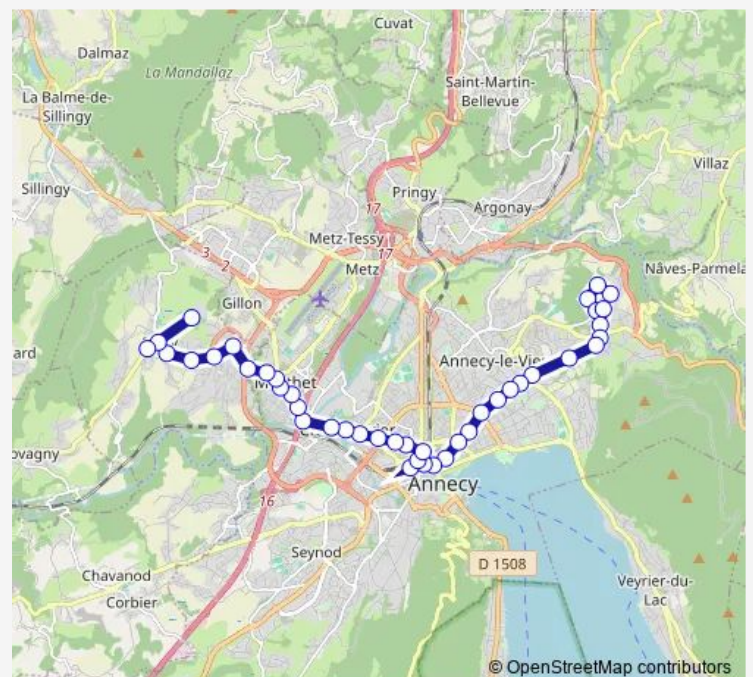 Cuvat
Dalmaz
La Mandallaz
La Balme-de-
Sillingy
Saint-Martin-
Bellevue
Villaz
Sillingy
Pringy
17
Argonay
Metz-Tessy
3
2
17
Metz
Nâves-Parmela
Gillon
ard
Annecy-le-Vie
ovagny
Annecy
16
Seynod
D 1508
Chavanod
Corbier
Veyrier-du-
Lac
© OpenStreetMap contributors